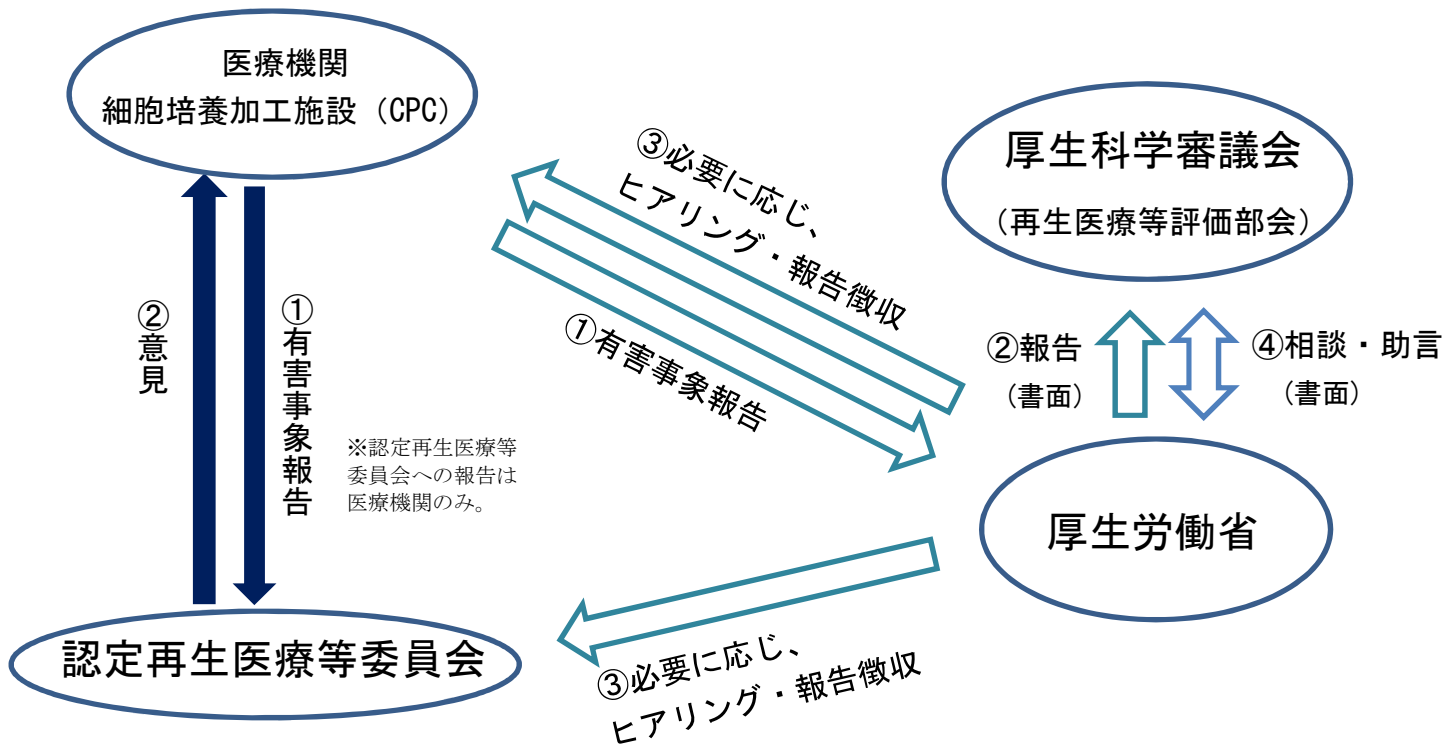 医療機関
細胞培養加工施設（CPC）
厚生科学審議会
（再生医療等評価部会）
③必要に応じ、
ヒアリング・報告徴収
①有害事象報告
②意見
①有害事象報告
※認定再生医療等
委員会への報告は
医療機関のみ。
②報告
（書面）
④相談・助言
（書面）
厚生労働省
認定再生医療等委員会
③必要に応じ、
ヒアリング・報告徴収